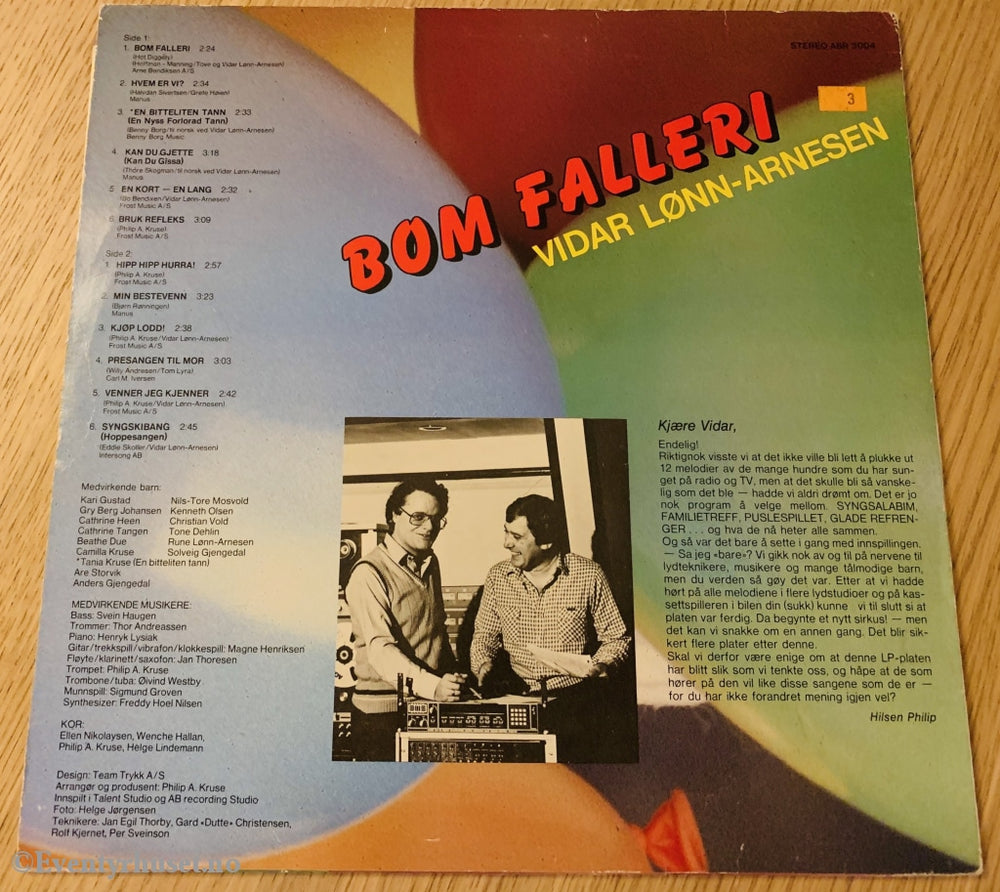 Side 1:
1. BOM FALLERI 2:24
(Hot Diggety)
(Hoffman - Manning/Tove og Vidar Lønn-Arnesen)
Arne Bendiksen A/S
2. HVEM ER VI? 2:34
(Halvdan Sivertsen/Grete Høien)
Manus
3. *EN BITTELITEN TANN 2:33
(En Nyss Förlorad Tann)
(Benny Borg/til norsk ved Vidar Lønn-Arnesen)
Benny Borg Music
4. KAN DU GJETTE 3:18
(Kan Du Gissa)
(Thore Skogman/til norsk ved Vidar Lønn-Arnesen)
Manus
5 EN KORT — EN LANG 2:32
(Bo Bendixen/Vidar Lønn-Arnesen)
Frost Music A/S
6. BRUK REFLEKS 3:09
(Philip A. Kruse)
Frost Music A/S
Side 2:
1. HIPP HIPP HURRA! 2:57
(Philip A. Kruse)
Frost Music A/S
2. MIN BESTEVENN 3:23
(Bjørn Rønningen)
Manus
3. KJØP LODD! 2:38
(Philip A. Kruse/Vidar Lønn-Arnesen)
Frost Music A/S
4. PRESANGEN TIL MOR 3:03
(Willy Andresen/Tom Lyra)
Carl M. Iversen
5. VENNER JEG KJENNER 2:42
(Philip A. Kruse/Vidar Lønn-Arnesen)
Frost Music A/S
6. SYNGSKIBANG 2:45
(Hoppesangen)
(Eddie Skoller/Vidar Lønn-Arnesen)
Intersong AB
Medvirkende barn:
Kari Gustad Nils-Tore Mosvold
Gry Berg Johansen Kenneth Olsen
Cathrine Heen Christian Vold
Cathrine Tangen Tone Dehlin
Beathe Due Rune Lønn-Arnesen
Camilla Kruse Solveig Gjengedal
*Tania Kruse (En bitteliten tann)
Are Storvik
Anders Gjengedal
MEDVIRKENDE MUSIKERE:
Bass: Svein Haugen
Trommer: Thor Andreassen
Piano: Henryk Lysiak
Gitar/trekkspill/vibrafon/klokkespill: Magne Henriksen
Fløyte/klarinett/saxofon: Jan Thoresen
Trompet: Philip A. Kruse
Trombone/tuba: Øivind Westby
Munnspill: Sigmund Groven
Synthesizer: Freddy Hoel Nilsen
KOR:
Ellen Nikolaysen, Wenche Hallan,
Philip A. Kruse, Helge Lindemann
Design: Team Trykk A/S
Arrangør og produsent: Philip A. Kruse
Innspilt i Talent Studio og AB recording Studio
Foto: Helge Jørgensen
Teknikere: Jan Egil Thorby, Gard «Dutte» Christensen,
Rolf Kjernet, Per Sveinson
STEREO ABR 3004
3
BOM FALLERI
VIDAR LØNN-ARNESEN
Kjære Vidar,
Endelig!
Riktignok visste vi at det ikke ville bli lett å plukke ut
12 melodier av de mange hundre som du har sun-
get på radio og TV, men at det skulle bli så vanske-
lig som det ble — hadde vi aldri drømt om. Det er jo
nok program å velge mellom. SYNGSALABIM,
FAMILIETREFF, PUSLESPILLET, GLADE REFREN-
GER . . . og hva de nå heter alle sammen.
Og så var det bare å sette i gang med innspillingen.
— Sa jeg «bare»? Vi gikk nok av og til på nervene til
lydteknikere, musikere og mange tålmodige barn,
men du verden så gøy det var. Etter at vi hadde
hørt på alle melodiene i flere lydstudioer og på kas-
settspilleren i bilen din (sukk) kunne vi til slutt si at
platen var ferdig. Da begynte et nytt sirkus! — men
det kan vi snakke om en annen gang. Det blir sik-
kert flere plater etter denne.
Skal vi derfor være enige om at denne LP-platen
har blitt slik som vi tenkte oss, og håpe at de som
hører på den vil like disse sangene som de er —
for du har ikke forandret mening igjen vel?
Hilsen Philip
©Eventyrhuset.no